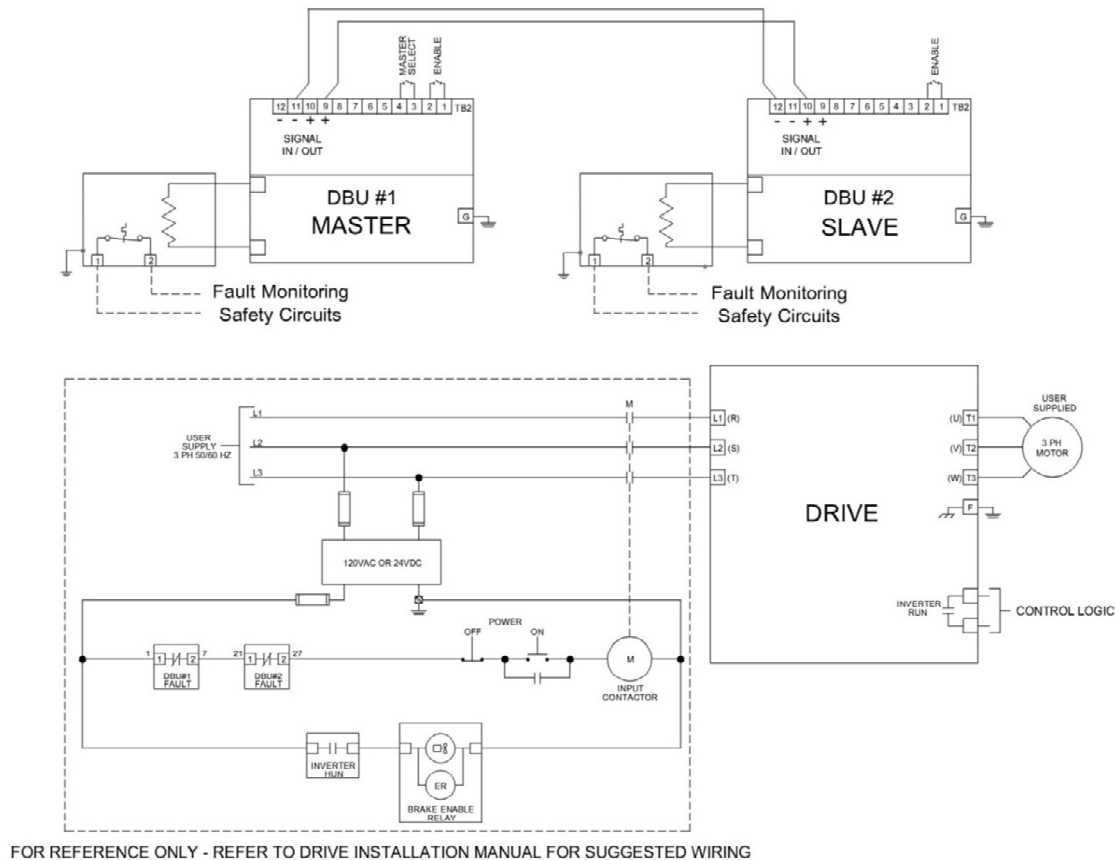 MASTER SELECT
ENABLE
12 11 10 9 8 7 6 5 4 3 2 1 TB2
- - + +
SIGNAL
IN / OUT
DBU #1
MASTER
G
1 2
Fault Monitoring
Safety Circuits
ENABLE
12 11 10 9 8 7 6 5 4 3 2 1 TB2
- - + +
SIGNAL
IN / OUT
DBU #2
SLAVE
G
1 2
Fault Monitoring
Safety Circuits
USER
SUPPLY
3 PH 50/60 HZ
L1
L2
L3
M
L1 (R)
L2 (S)
L3 (T)
DRIVE
(U) T1
(V) T2
(W) T3
F
USER
SUPPLIED
3 PH
MOTOR
INVERTER
RUN
CONTROL LOGIC
120VAC OR 24VDC
POWER
OFF
ON
1 1 2 7
DBU#1
FAULT
21 1 2 27
DBU#2
FAULT
M
INPUT
CONTACTOR
INVERTER
HUN
ER
BRAKE ENABLE
RELAY
FOR REFERENCE ONLY - REFER TO DRIVE INSTALLATION MANUAL FOR SUGGESTED WIRING